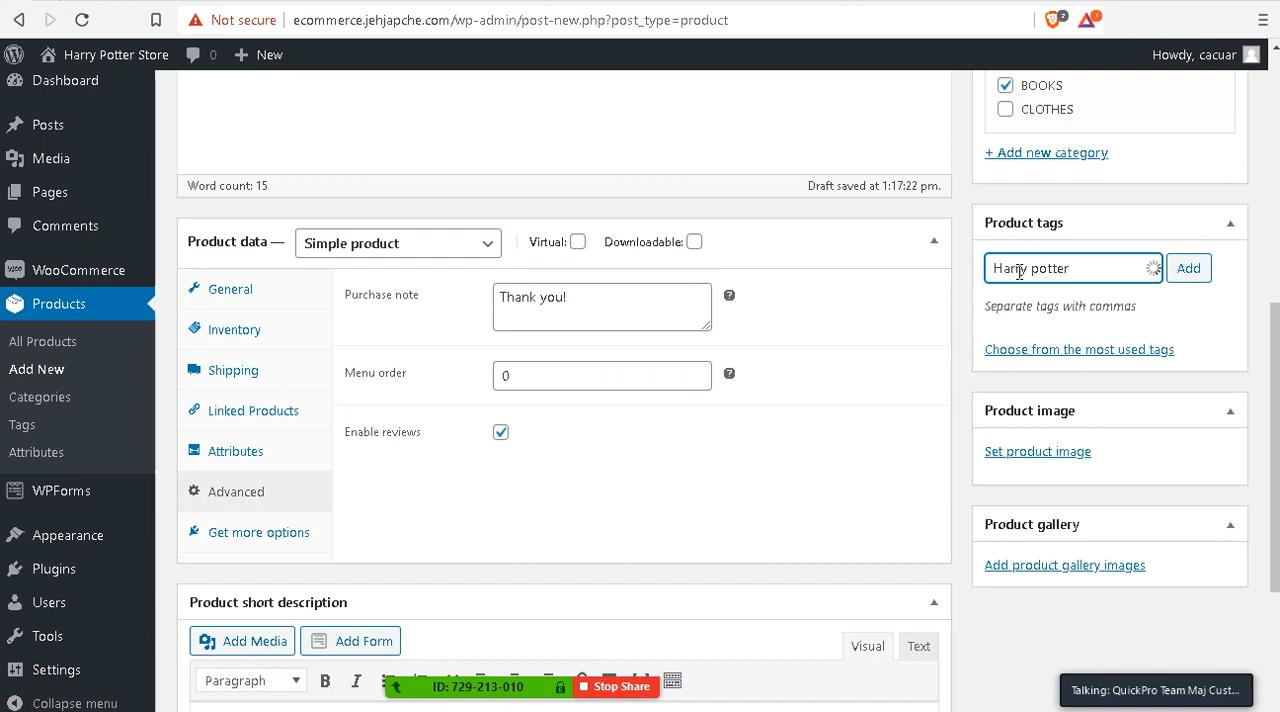 Not secure ecommerce.jehjapche.com/wp-admin/post-new.php?post_type=product
Harry Potter Store 0 New Howdy, cacuar
Dashboard
Posts
Media
Pages
Comments
WooCommerce
Products
All Products
Add New
Categories
Tags
Attributes
WPForms
Appearance
Plugins
Users
Tools
Settings
Collapse menu
Word count: 15 Draft saved at 1:17:22 pm.
Product data — Simple product Virtual: Downloadable:
General
Inventory
Shipping
Linked Products
Attributes
Advanced
Get more options
Purchase note Thank you!
Menu order 0
Enable reviews
Product short description
Add Media Add Form Visual Text
Paragraph B I
ID: 729-213-010 Stop Share
BOOKS
CLOTHES
+ Add new category
Product tags
Harry potter Add
Separate tags with commas
Choose from the most used tags
Product image
Set product image
Product gallery
Add product gallery images
Talking: QuickPro Team Maj Cust...